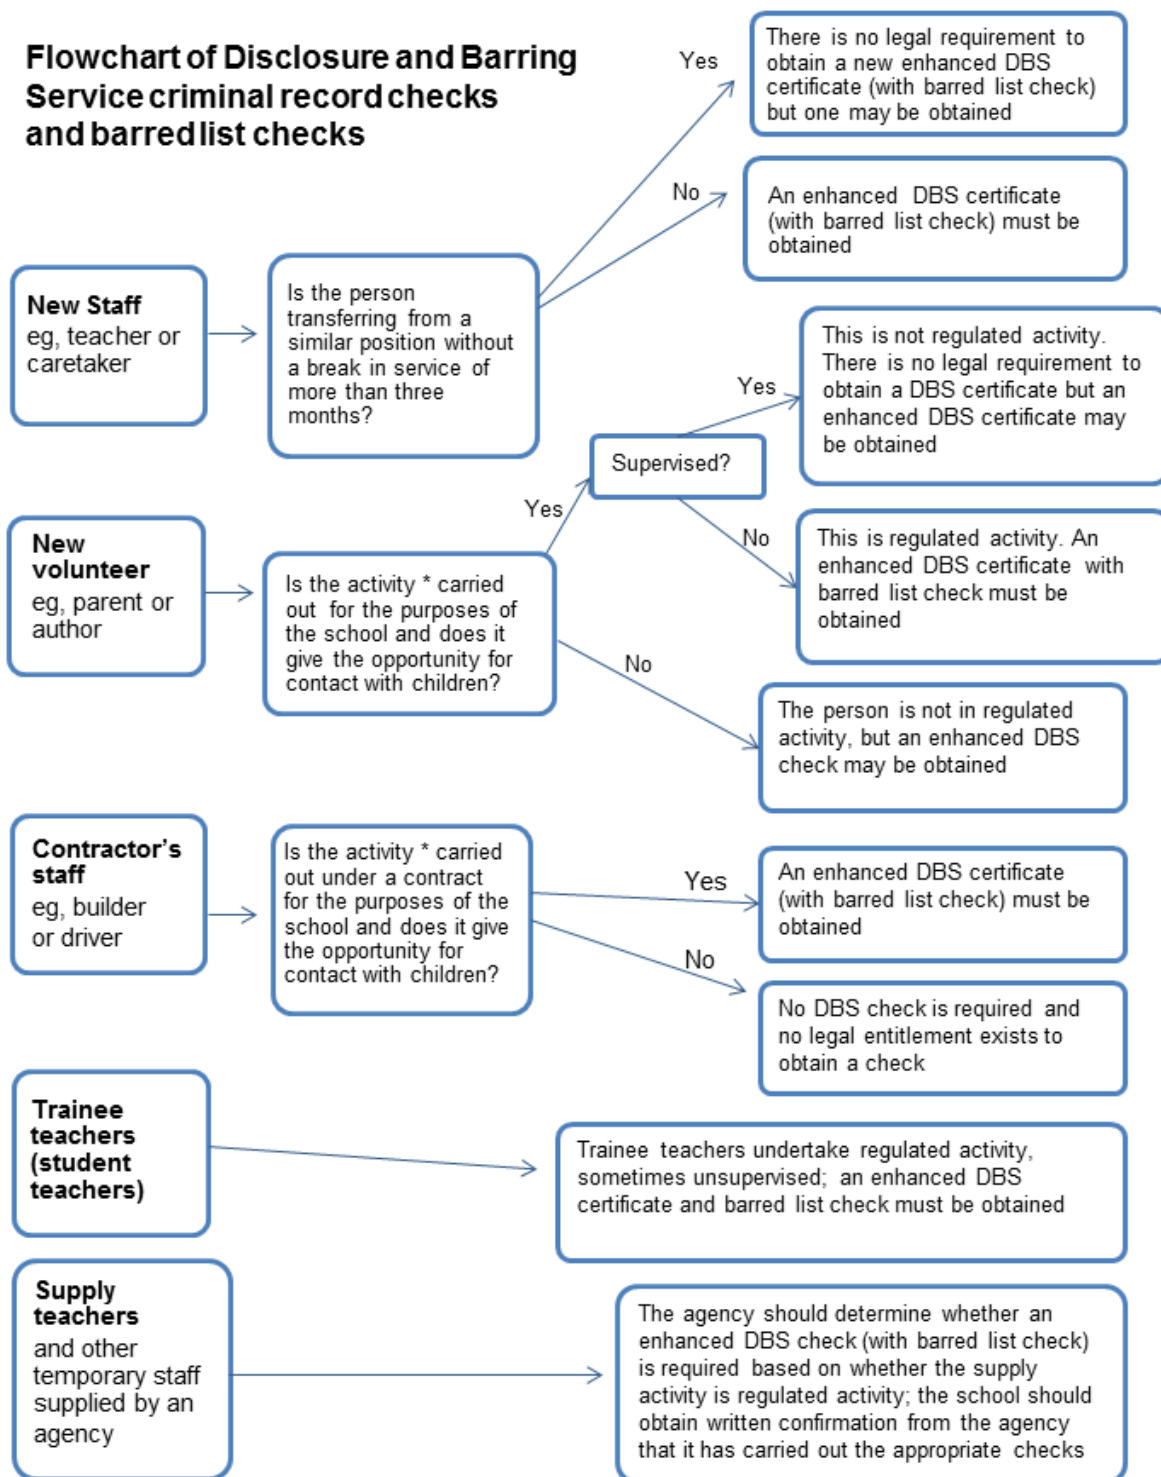 Flowchart of Disclosure and Barring
Service criminal record checks
and barred list checks
New Staff
eg, teacher or
caretaker
Is the person
transferring from a
similar position without
a break in service of
more than three
months?
Yes
There is no legal requirement to
obtain a new enhanced DBS
certificate (with barred list check)
but one may be obtained
No
An enhanced DBS certificate
(with barred list check) must be
obtained
New
volunteer
eg, parent or
author
Is the activity * carried
out for the purposes of
the school and does it
give the opportunity for
contact with children?
Yes
Supervised?
Yes
This is not regulated activity.
There is no legal requirement to
obtain a DBS certificate but an
enhanced DBS certificate may
be obtained
No
This is regulated activity. An
enhanced DBS certificate with
barred list check must be
obtained
No
The person is not in regulated
activity, but an enhanced DBS
check may be obtained
Contractor's
staff
eg, builder
or driver
Is the activity * carried
out under a contract
for the purposes of the
school and does it give
the opportunity for
contact with children?
Yes
An enhanced DBS certificate
(with barred list check) must be
obtained
No
No DBS check is required and
no legal entitlement exists to
obtain a check
Trainee
teachers
(student
teachers)
Trainee teachers undertake regulated activity,
sometimes unsupervised; an enhanced DBS
certificate and barred list check must be obtained
Supply
teachers
and other
temporary staff
supplied by an
agency
The agency should determine whether an
enhanced DBS check (with barred list check)
is required based on whether the supply
activity is regulated activity; the school should
obtain written confirmation from the agency
that it has carried out the appropriate checks